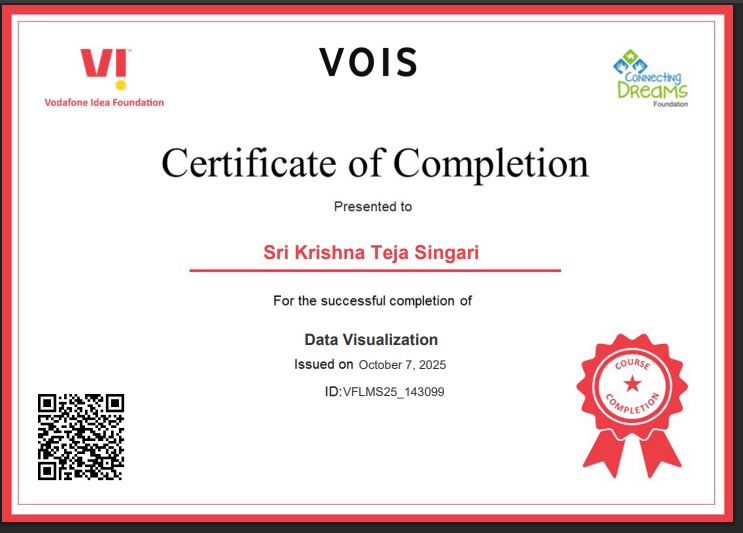 VI
Vodafone Idea Foundation
VOIS
Connecting
Dreams
Foundation
Certificate of Completion
Presented to
Sri Krishna Teja Singari
For the successful completion of
Data Visualization
Issued on October 7, 2025
ID:VFLMS25_143099
COURSE
COMPLETION